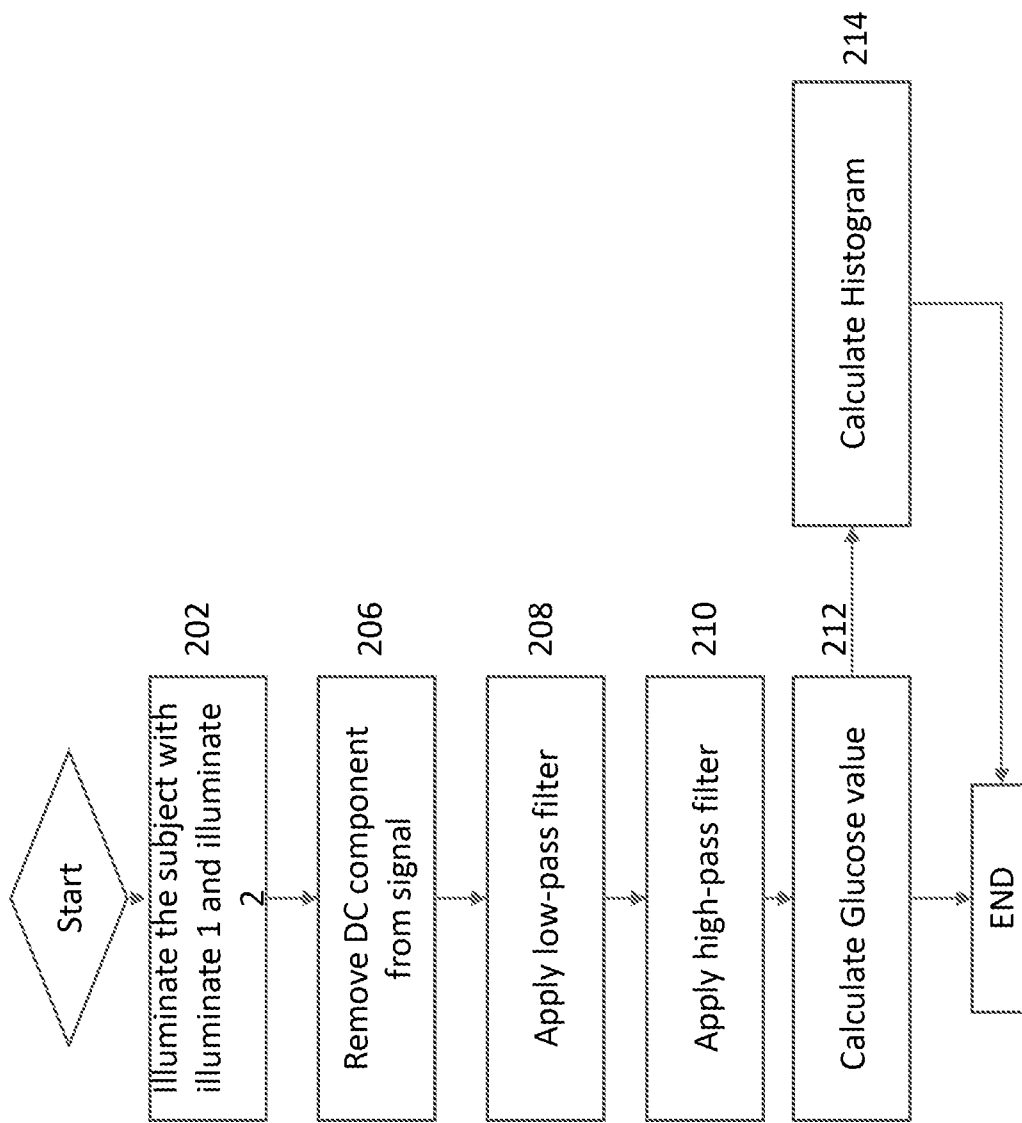 Start
Illuminate the subject with
illuminate 1 and illuminate
2
202
Remove DC component
from signal
206
Apply low-pass filter
208
Apply high-pass filter
210
Calculate Glucose value
212
Calculate Histogram
214
END